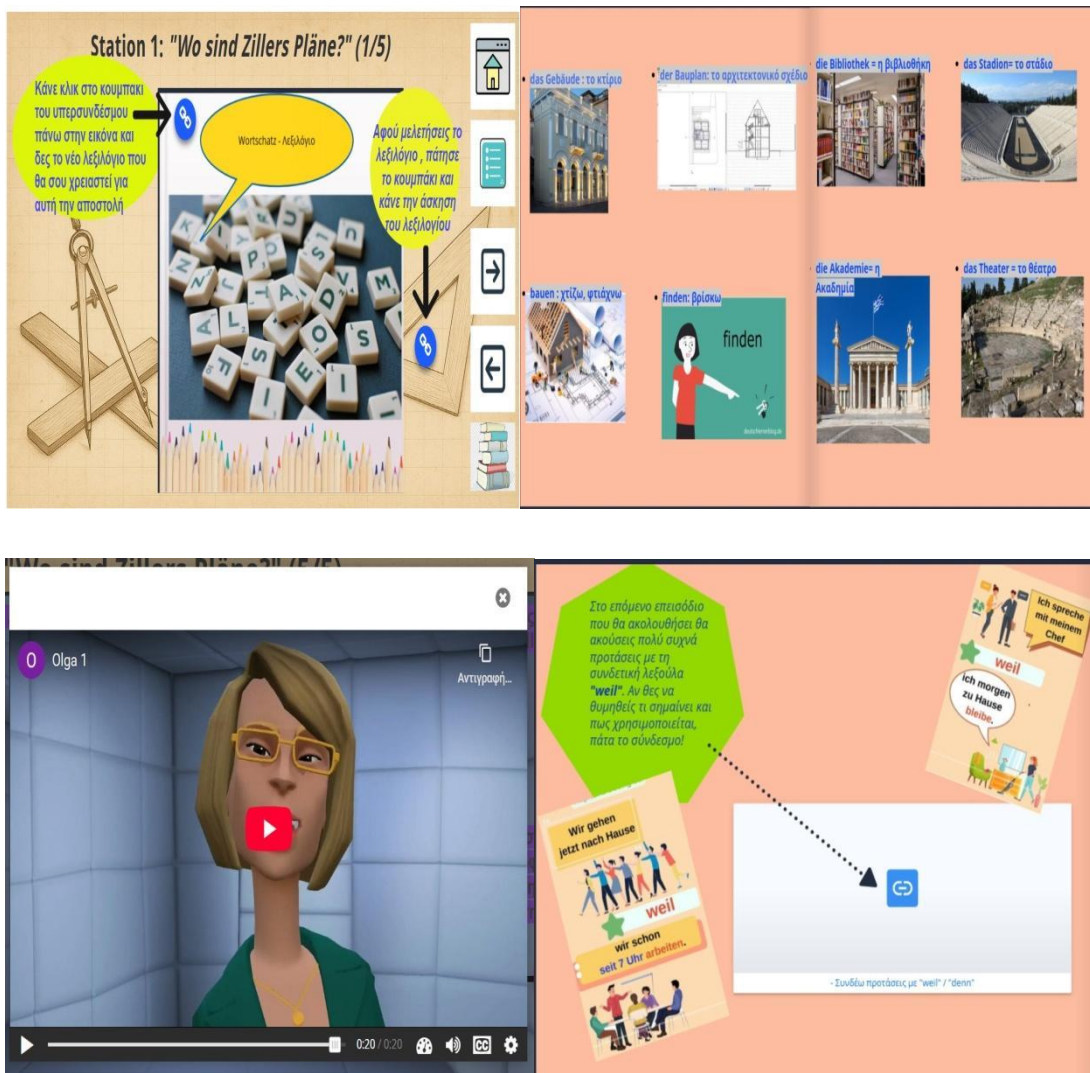 Station 1: "Wo sind Zillers Pläne?" (1/5)
Κάνε κλικ στο κουμπακι
του υπερσυνδέσμου
πάνω στην εικόνα και
δες το νέο λεξιλόγιο που
θα σου χρειαστεί για
αυτή την αποστολή
Wortschatz - Λεξιλόγιο
Αφού μελετήσεις το
λεξιλόγιο , πάτησε
το κουμπάκι και
κάνε την άσκηση
του λεξιλογίου
das Gebäude : το κτίριο
der Bauplan: το αρχιτεκτονικό σχέδιο
die Bibliothek = η βιβλιοθήκη
das Stadion= το στάδιο
bauen : χτίζω, φτιάχνω
finden: βρίσκω
finden
die Akademie= η
Ακαδημία
das Theater = το θέατρο
"Wo sind Zillers Pläne?" (5/5)
O Olga 1
Αντιγραφή...
0:20 / 0:20
CC
Στο επόμενο επεισόδιο
που θα ακολουθήσει θα
ακούσεις πολύ συχνά
προτάσεις με τη
συνδετική λεξούλα
"weil". Αν θες να
θυμηθείς τι σημαίνει και
πως χρησιμοποιείται,
πάτα το σύνδεσμο!
Ich spreche
mit meinem
Chef
weil
ich morgen
zu Hause
bleibe.
Wir gehen
jetzt nach Hause
weil
wir schon
seit 7 Uhr arbeiten.
- Συνδέω προτάσεις με "weil" / "denn"